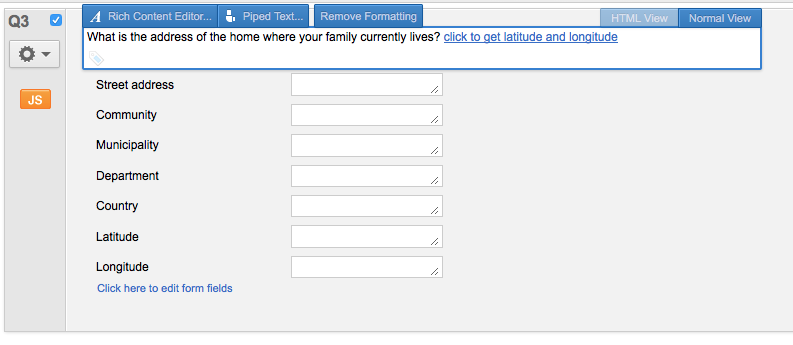 Q3
Rich Content Editor... Piped Text... Remove Formatting HTML View Normal View
What is the address of the home where your family currently lives? click to get latitude and longitude
JS
Street address
Community
Municipality
Department
Country
Latitude
Longitude
Click here to edit form fields